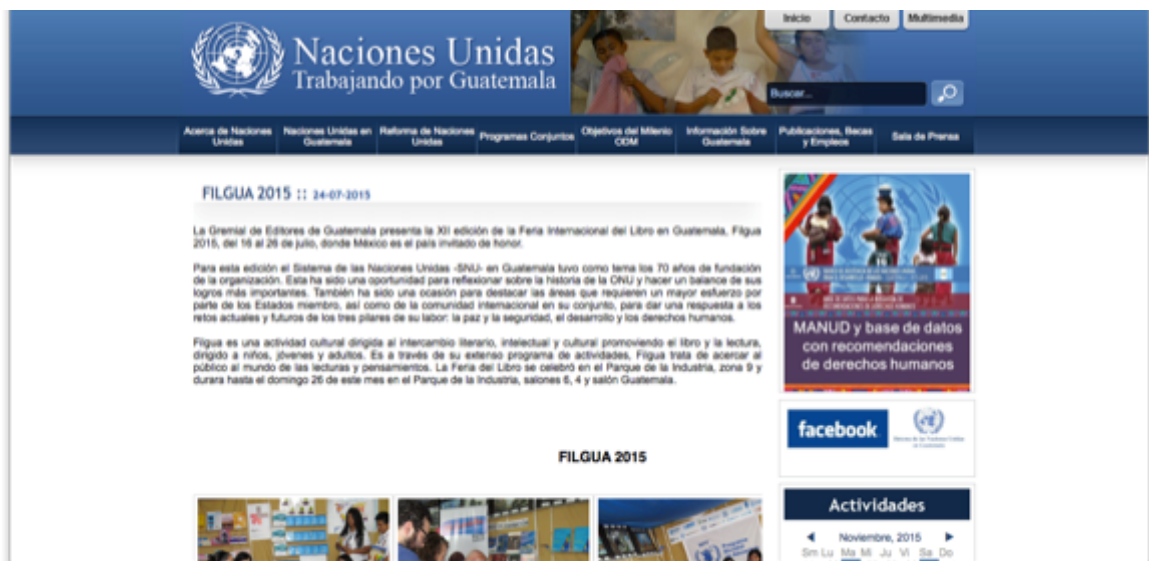 Inicio
Contacto
Multimedia
Naciones Unidas
Trabajando por Guatemala
Buscar...
Acerca de Naciones
Unidas
Naciones Unidas en
Guatemala
Reforma de Naciones
Unidas
Programas Conjuntos
Objetivos del Milenio
ODM
Información Sobre
Guatemala
Publicaciones, Becas
y Empleos
Sala de Prensa
FILGUA 2015 :: 24-07-2015
La Gremial de Editores de Guatemala presenta la XII edición de la Feria Internacional del Libro en Guatemala, Filgua
2015, del 16 al 26 de julio, donde México es el país invitado de honor.
Para esta edición el Sistema de las Naciones Unidas -SNU- en Guatemala tuvo como tema los 70 años de fundación
de la organización. Esta ha sido una oportunidad para reflexionar sobre la historia de la ONU y hacer un balance de sus
logros más importantes. También ha sido una ocasión para destacar las áreas que requieren un mayor esfuerzo por
parte de los Estados miembro, así como de la comunidad internacional en su conjunto, para dar una respuesta a los
retos actuales y futuros de los tres pilares de su labor: la paz y la seguridad, el desarrollo y los derechos humanos.
Filgua es una actividad cultural dirigida al intercambio literario, intelectual y cultural promoviendo el libro y la lectura,
dirigido a niños, jóvenes y adultos. Es a través de su extenso programa de actividades, Filgua trata de acercar al
público al mundo de las lecturas y pensamientos. La Feria del Libro se celebró en el Parque de la Industria, zona 9 y
durara hasta el domingo 26 de este mes en el Parque de la Industria, salones 6, 4 y salón Guatemala.
FILGUA 2015
MANUD y base de datos
con recomendaciones
de derechos humanos
facebook
Actividades
Noviembre, 2015
Sim Lu Ma Mi Ju Vi Sa Do